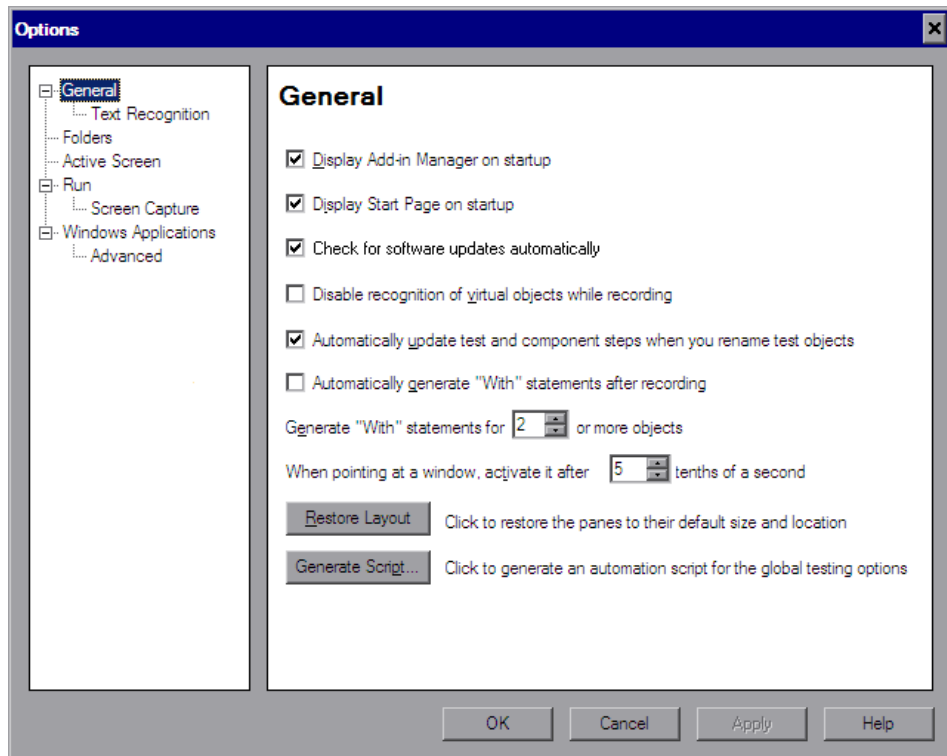 Options
General
Text Recognition
Folders
Active Screen
Run
Screen Capture
Windows Applications
Advanced
General
Display Add-in Manager on startup
Display Start Page on startup
Check for software updates automatically
Disable recognition of virtual objects while recording
Automatically update test and component steps when you rename test objects
Automatically generate "With" statements after recording
Generate "With" statements for 2 or more objects
When pointing at a window, activate it after 5 tenths of a second
Restore Layout Click to restore the panes to their default size and location
Generate Script... Click to generate an automation script for the global testing options
OK Cancel Apply Help